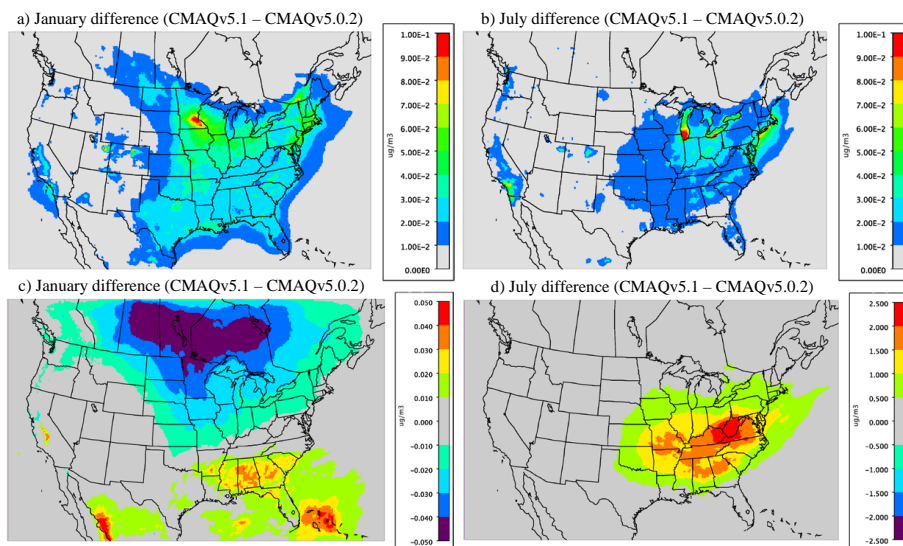 a) January difference (CMAQv5.1 – CMAQv5.0.2)
b) July difference (CMAQv5.1 – CMAQv5.0.2)
1.00E-1
9.00E-2
8.00E-2
7.00E-2
6.00E-2
5.00E-2
4.00E-2
3.00E-2
2.00E-2
1.00E-2
0.00E0
ug/m3
1.00E-1
9.00E-2
8.00E-2
7.00E-2
6.00E-2
5.00E-2
4.00E-2
3.00E-2
2.00E-2
1.00E-2
0.00E0
ug/m3
c) January difference (CMAQv5.1 – CMAQv5.0.2)
d) July difference (CMAQv5.1 – CMAQv5.0.2)
0.050
0.040
0.030
0.020
0.010
0.000
-0.010
-0.020
-0.030
-0.040
-0.050
ug/m3
2.500
2.000
1.500
1.000
0.500
0.000
-0.500
-1.000
-1.500
-2.000
-2.500
ug/m3